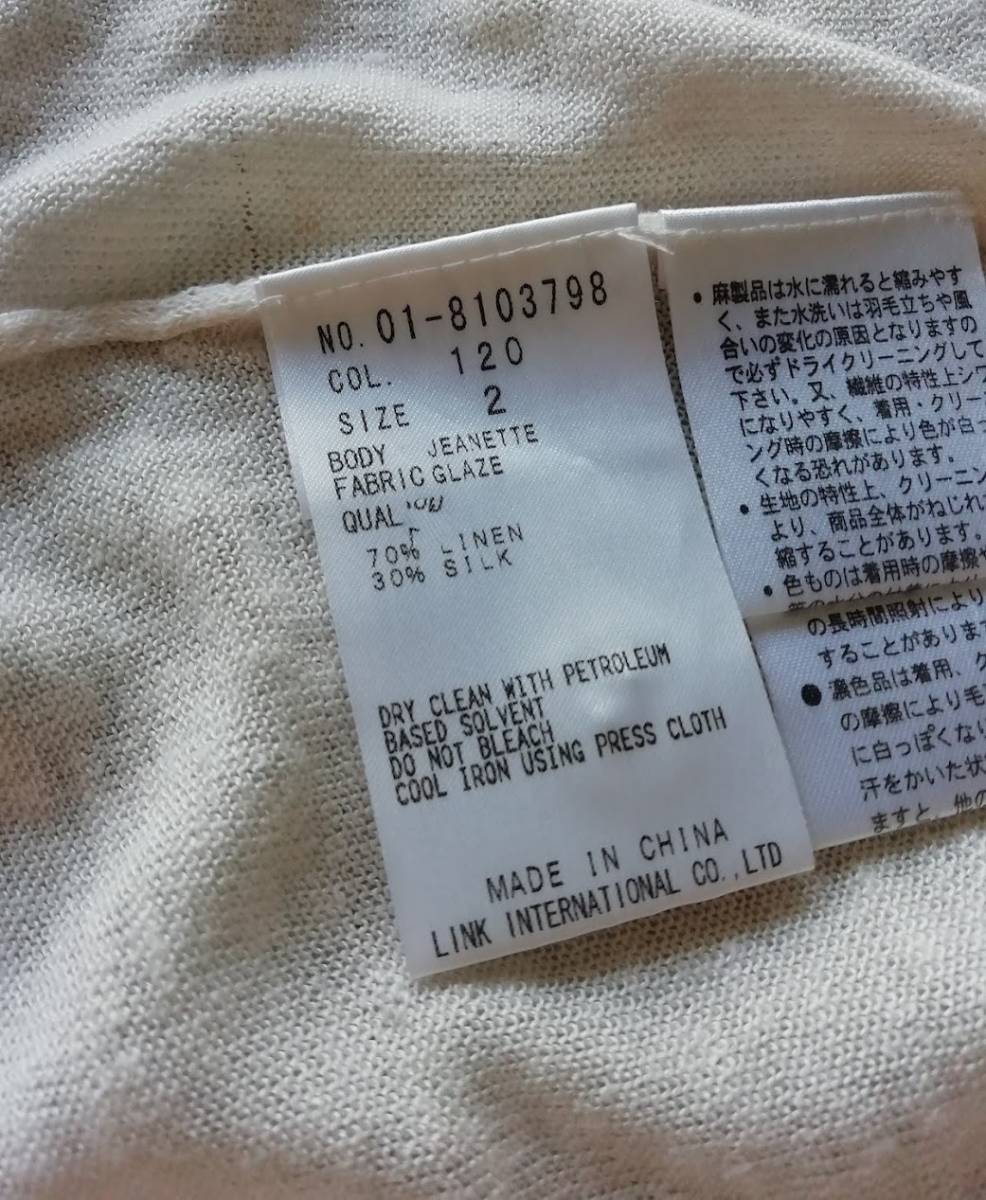 NO. 01-8103798
COL. 120
SIZE 2
BODY JEANETTE
FABRIC GLAZE
QUAL
70% LINEN
30% SILK
DRY CLEAN WITH PETROLEUM
BASED SOLVENT
DO NOT BLEACH
COOL IRON USING PRESS CLOTH
MADE IN CHINA
LINK INTERNATIONAL CO.,LTD
• 麻製品は水に濡れると縮みやす
く、また水洗いは羽毛立ちや風
合いの変化の原因となりますの
で必ずドライクリーニングして
下さい。又、繊維の特性上シワ
になりやすく、着用・クリーニ
ング時の摩擦により色が白っ
くなる恐れがあります。
• 生地の特性上、クリーニン
より、商品全体がねじれ
縮することがあります。
• 色ものは着用時の摩擦や
の長時間照射により
することがありま
● 濃色品は着用、ク
の摩擦により毛
に白っぽくなり
汗をかいた状
ますと、他の